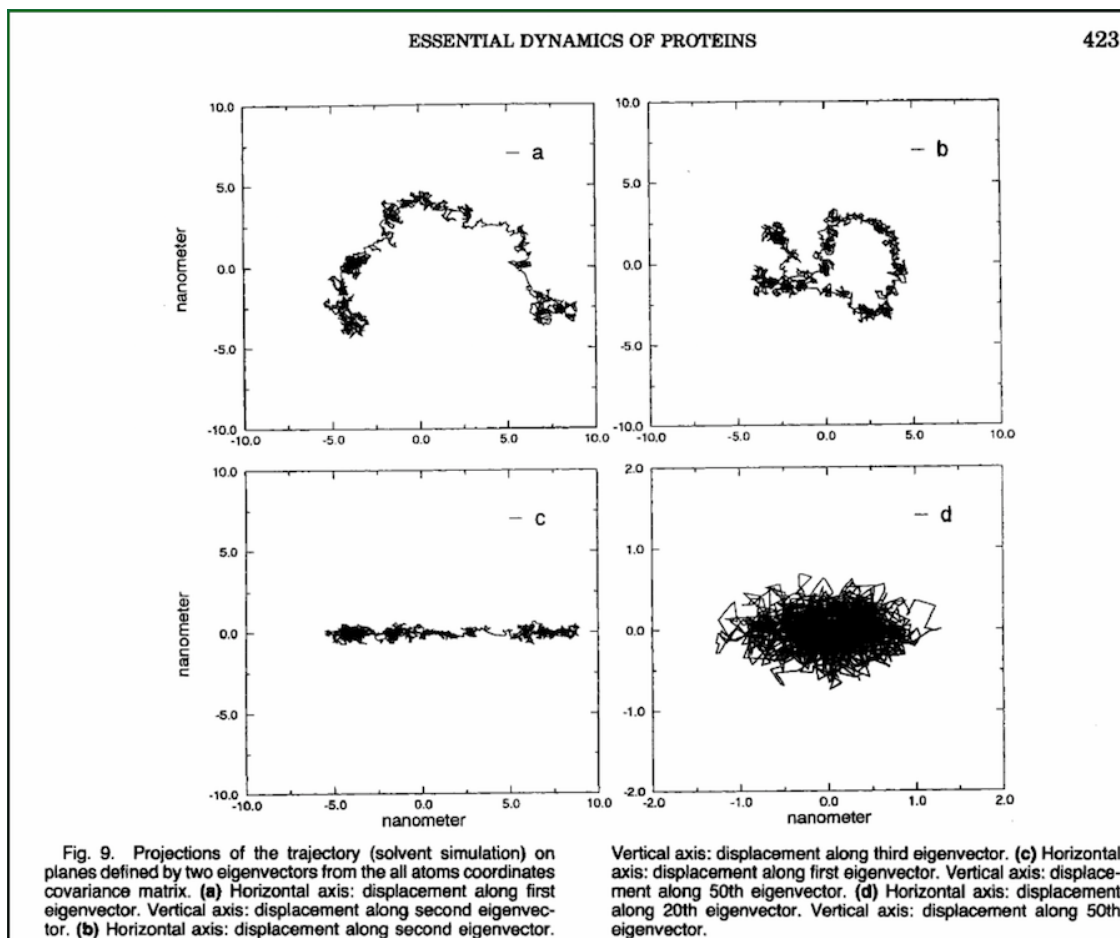 ESSENTIAL DYNAMICS OF PROTEINS 423
10.0
5.0
0.0
-5.0
-10.0
-10.0 -5.0 0.0 5.0 10.0
nanometer
a
10.0
5.0
0.0
-5.0
-10.0
-10.0 -5.0 0.0 5.0 10.0
b
10.0
5.0
0.0
-5.0
-10.0
-10.0 -5.0 0.0 5.0 10.0
nanometer
nanometer
c
2.0
1.0
0.0
-1.0
-2.0
-2.0 -1.0 0.0 1.0 2.0
nanometer
d
Fig. 9. Projections of the trajectory (solvent simulation) on
planes defined by two eigenvectors from the all atoms coordinates
covariance matrix. (a) Horizontal axis: displacement along first
eigenvector. Vertical axis: displacement along second eigenvec-
tor. (b) Horizontal axis: displacement along second eigenvector.
Vertical axis: displacement along third eigenvector. (c) Horizontal
axis: displacement along first eigenvector. Vertical axis: displace-
ment along 50th eigenvector. (d) Horizontal axis: displacement
along 20th eigenvector. Vertical axis: displacement along 50th
eigenvector.